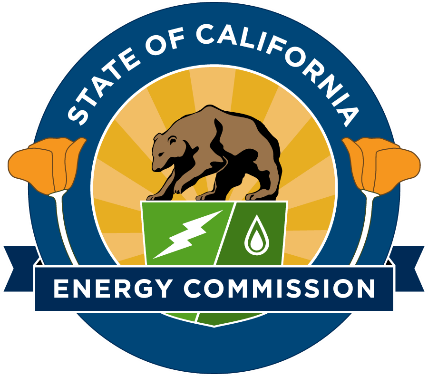 STATE OF CALIFORNIA
ENERGY COMMISSION